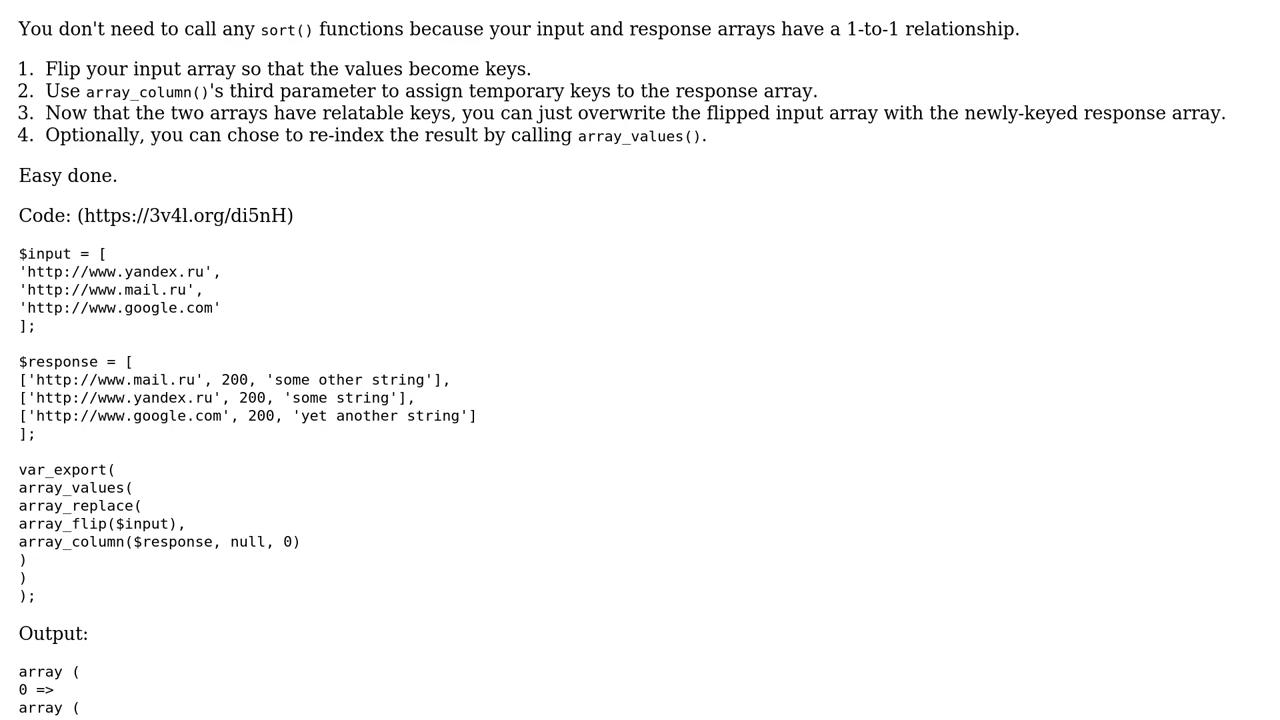 You don't need to call any sort() functions because your input and response arrays have a 1-to-1 relationship.
1. Flip your input array so that the values become keys.
2. Use array_column()'s third parameter to assign temporary keys to the response array.
3. Now that the two arrays have relatable keys, you can just overwrite the flipped input array with the newly-keyed response array.
4. Optionally, you can chose to re-index the result by calling array_values().
Easy done.
Code: (https://3v4l.org/di5nH)
$input = [
'http://www.yandex.ru',
'http://www.mail.ru',
'http://www.google.com'
];
$response = [
['http://www.mail.ru', 200, 'some other string'],
['http://www.yandex.ru', 200, 'some string'],
['http://www.google.com', 200, 'yet another string']
];
var_export(
array_values(
array_replace(
array_flip($input),
array_column($response, null, 0)
)
)
);
Output:
array (
0 =>
array (